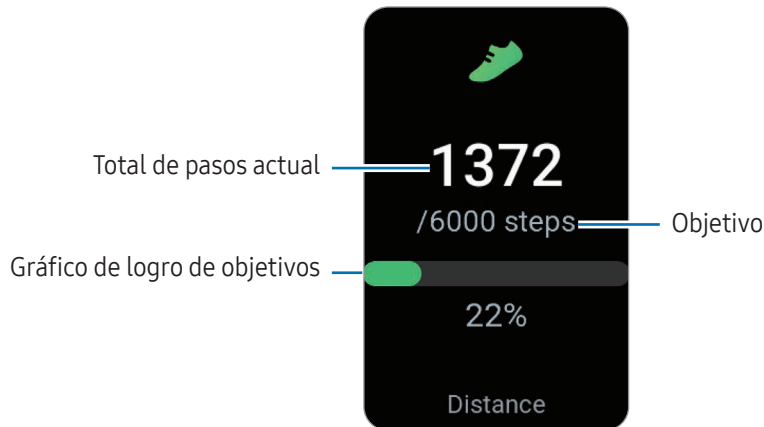 Total de pasos actual
1372
/6000 steps
Objetivo
Gráfico de logro de objetivos
22%
Distance